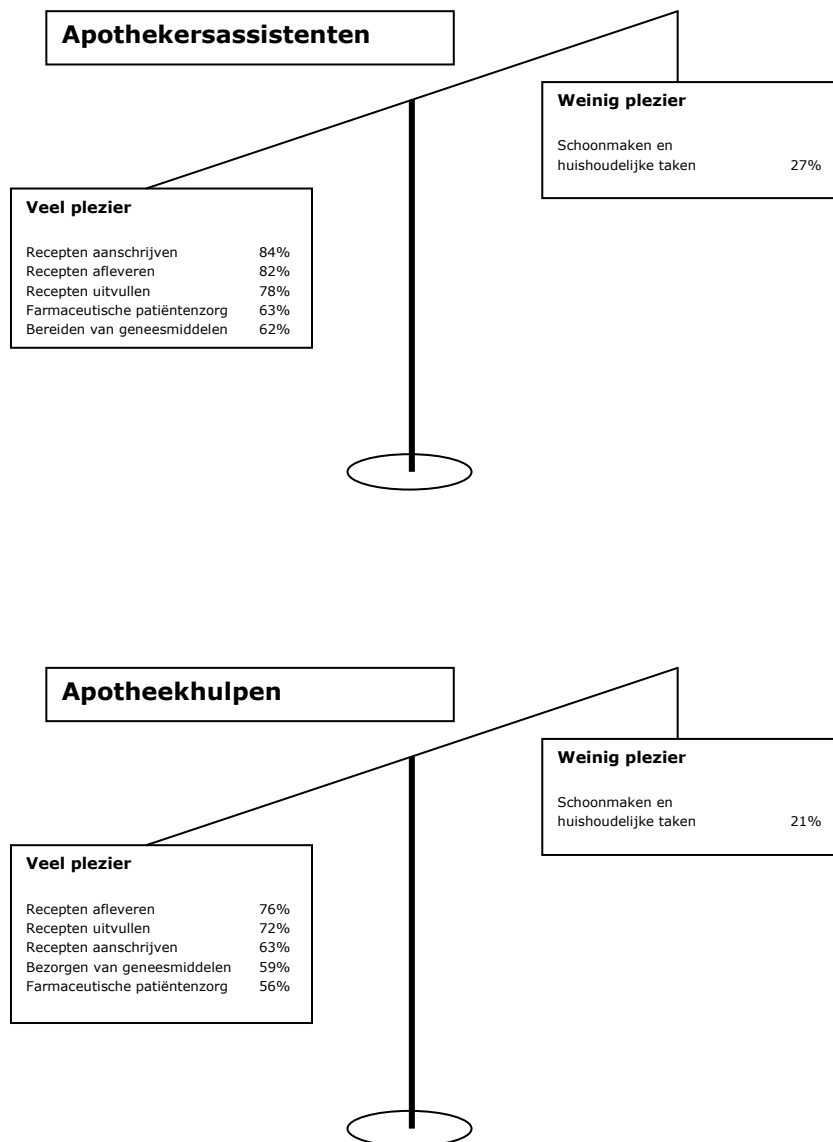 Apothekersassistenten
Weinig plezier
Schoonmaken en
huishoudelijke taken 27%
Veel plezier
Recepten aanschrijven 84%
Recepten afleveren 82%
Recepten uitvullen 78%
Farmaceutische patiëntenzorg 63%
Bereiden van geneesmiddelen 62%
Apotheekhulpen
Weinig plezier
Schoonmaken en
huishoudelijke taken 21%
Veel plezier
Recepten afleveren 76%
Recepten uitvullen 72%
Recepten aanschrijven 63%
Bezorgen van geneesmiddelen 59%
Farmaceutische patiëntenzorg 56%